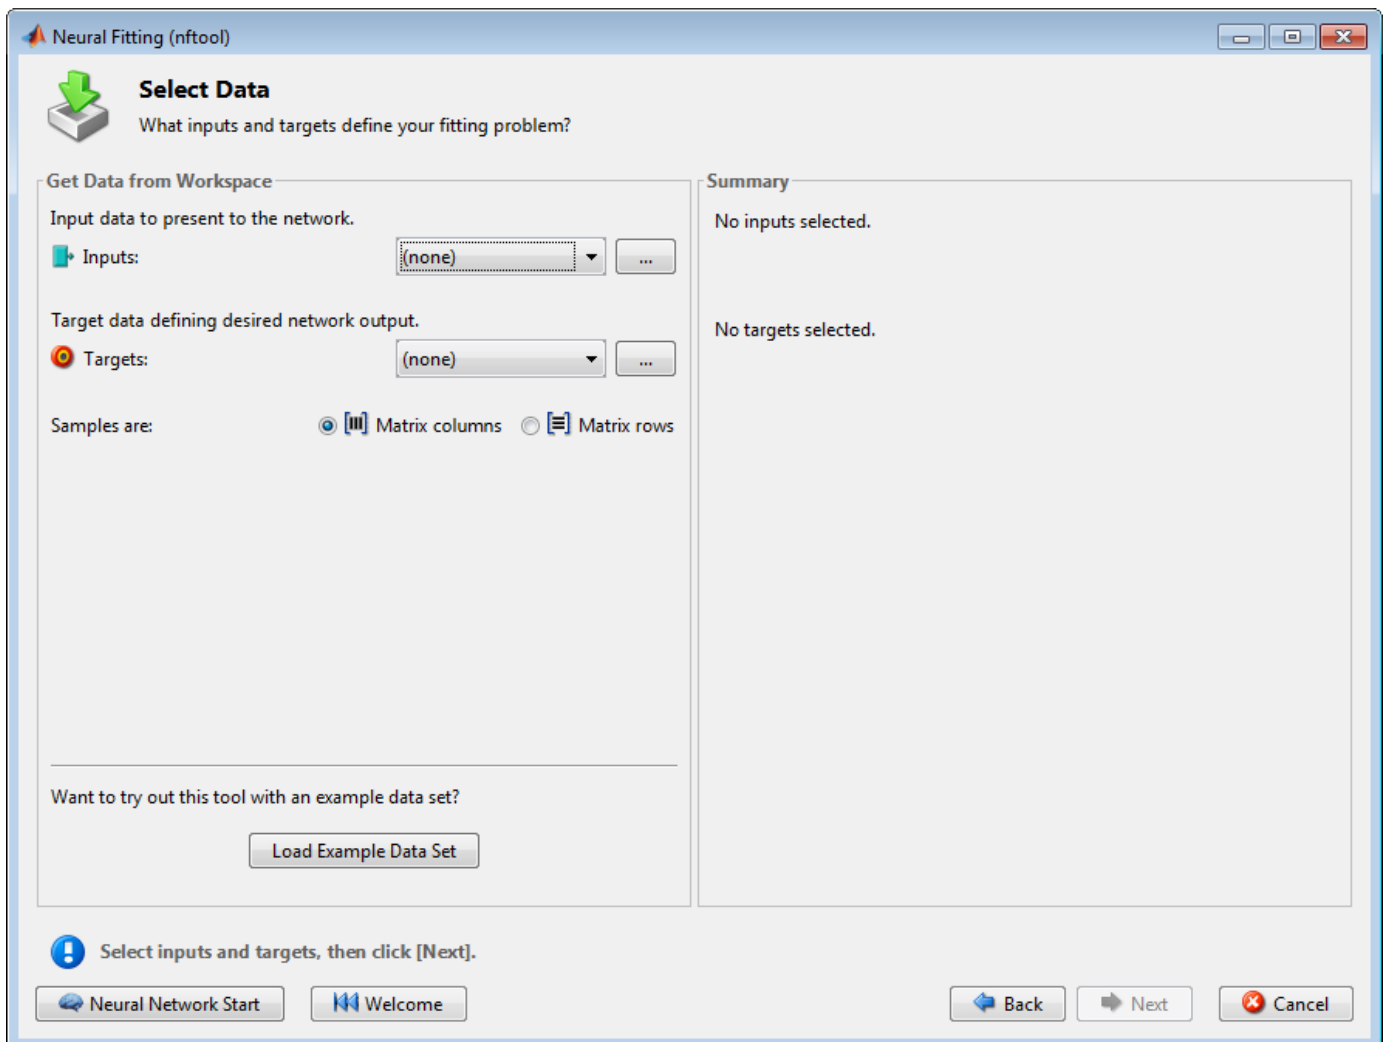 Neural Fitting (nftool)
Select Data
What inputs and targets define your fitting problem?
Get Data from Workspace
Input data to present to the network.
Inputs: (none) ...
Target data defining desired network output.
Targets: (none) ...
Samples are: Matrix columns Matrix rows
Want to try out this tool with an example data set?
Load Example Data Set
Summary
No inputs selected.
No targets selected.
Select inputs and targets, then click [Next].
Neural Network Start Welcome Back Next Cancel